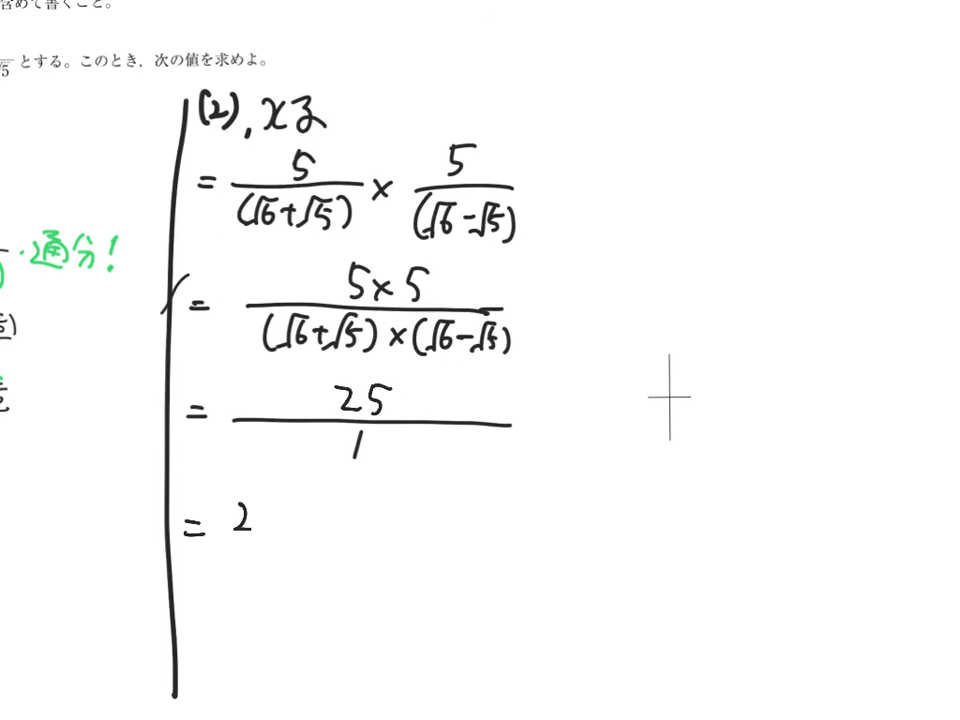 含めて書くこと。
√5 とする。このとき，次の値を求めよ。
(2), xy
= 5/(√6+√5) × 5/(√6-√5)
・通分!
= 5×5/(√6+√5)×(√6-√5)
= 25/1
= 2